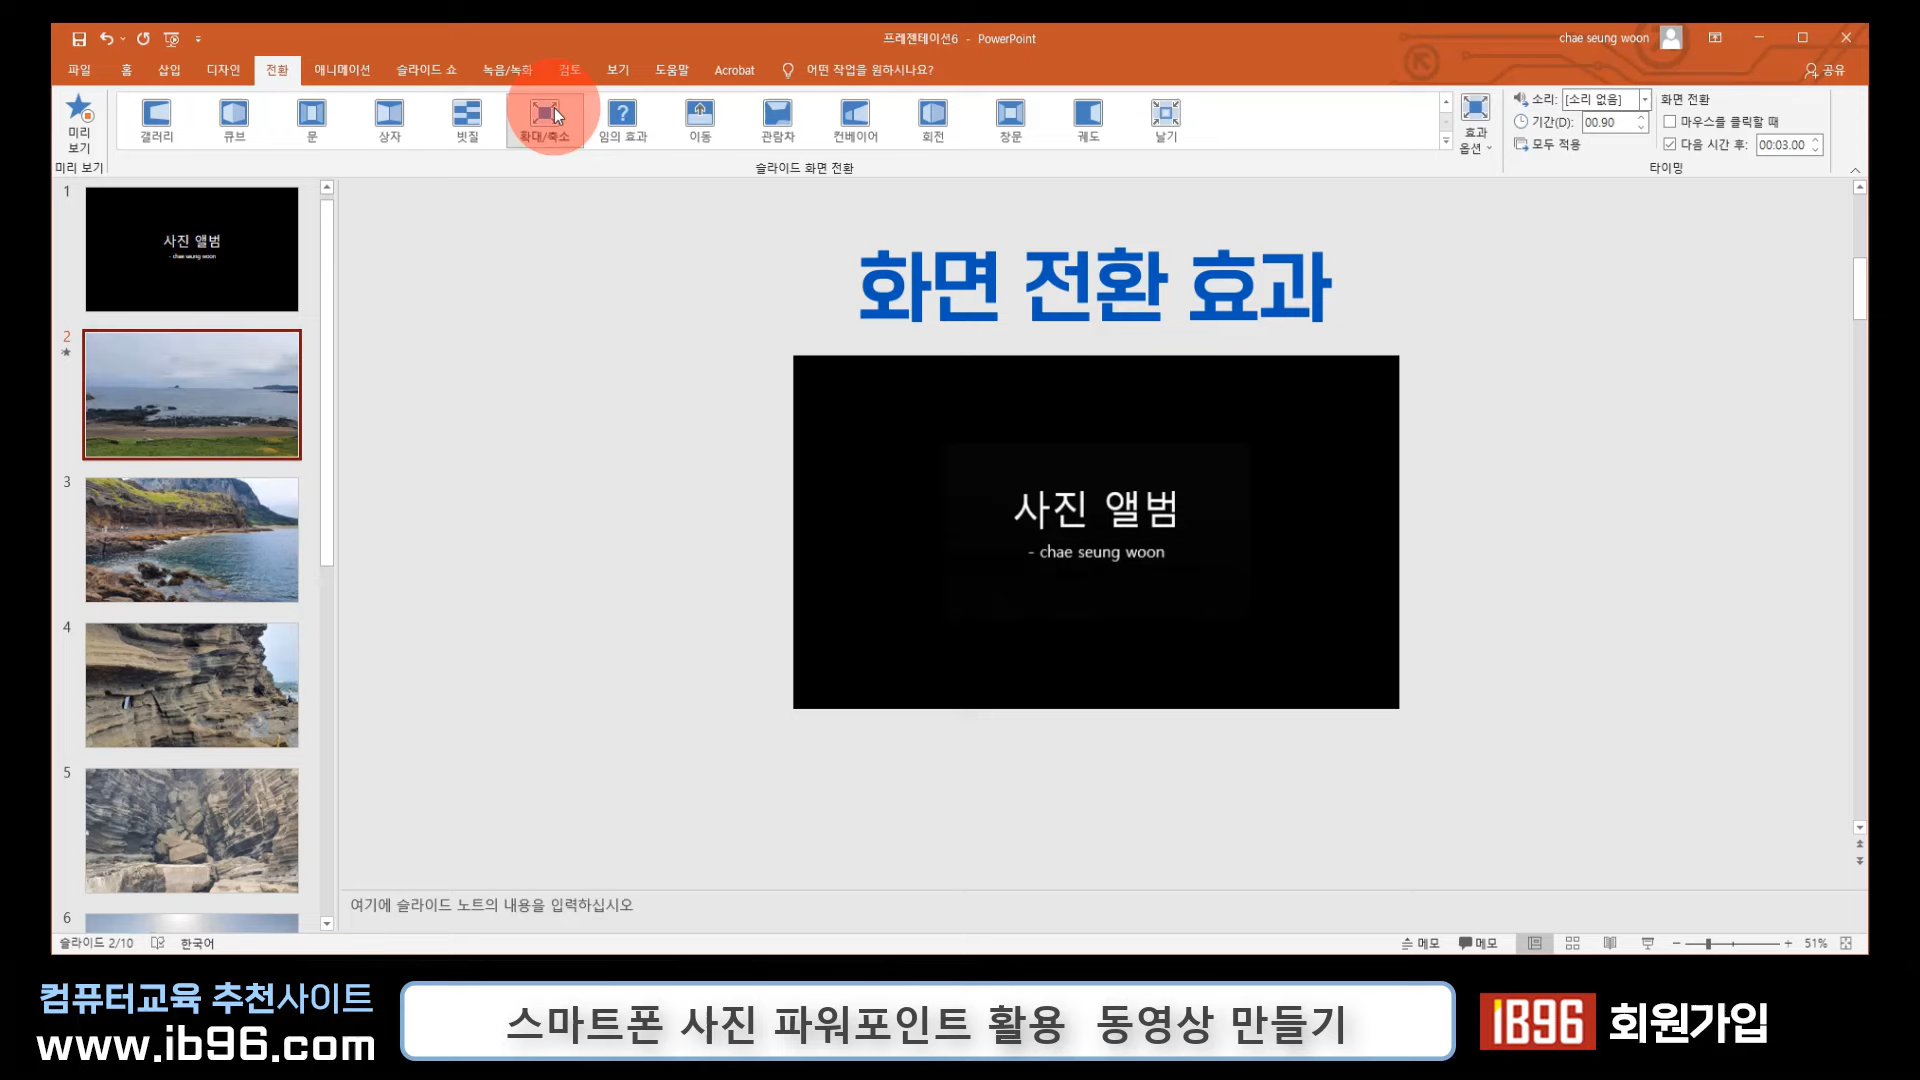 프레젠테이션6 - PowerPoint
chae seung woon
파일 홈 삽입 디자인 전환 애니메이션 슬라이드 쇼 녹음/녹화 검토 보기 도움말 Acrobat 어떤 작업을 원하시나요?
공유
미리 보기
갤러리 큐브 문 상자 빗질 확대/축소 임의 효과 이동 관람차 컨베이어 회전 창문 궤도 날기
효과 옵션
소리: [소리 없음]
기간(D): 00.90
모두 적용
화면 전환
마우스를 클릭할 때
다음 시간 후: 00:03.00
미리 보기
슬라이드 화면 전환
타이밍
1
사진 앨범
- chae seung woon
2
3
4
5
6
화면 전환 효과
사진 앨범
- chae seung woon
여기에 슬라이드 노트의 내용을 입력하십시오
슬라이드 2/10 한국어
메모 메모 51%
컴퓨터교육 추천사이트
www.ib96.com
스마트폰 사진 파워포인트 활용 동영상 만들기
IB96 회원가입